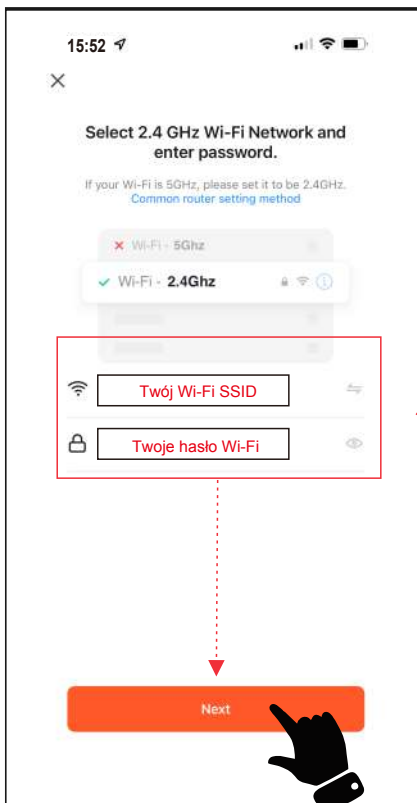 15:52
Select 2.4 GHz Wi-Fi Network and
enter password.
If your Wi-Fi is 5GHz, please set it to be 2.4GHz.
Common router setting method
Wi-Fi - 5Ghz
Wi-Fi - 2.4Ghz
Twój Wi-Fi SSID
Twoje hasło Wi-Fi
Next